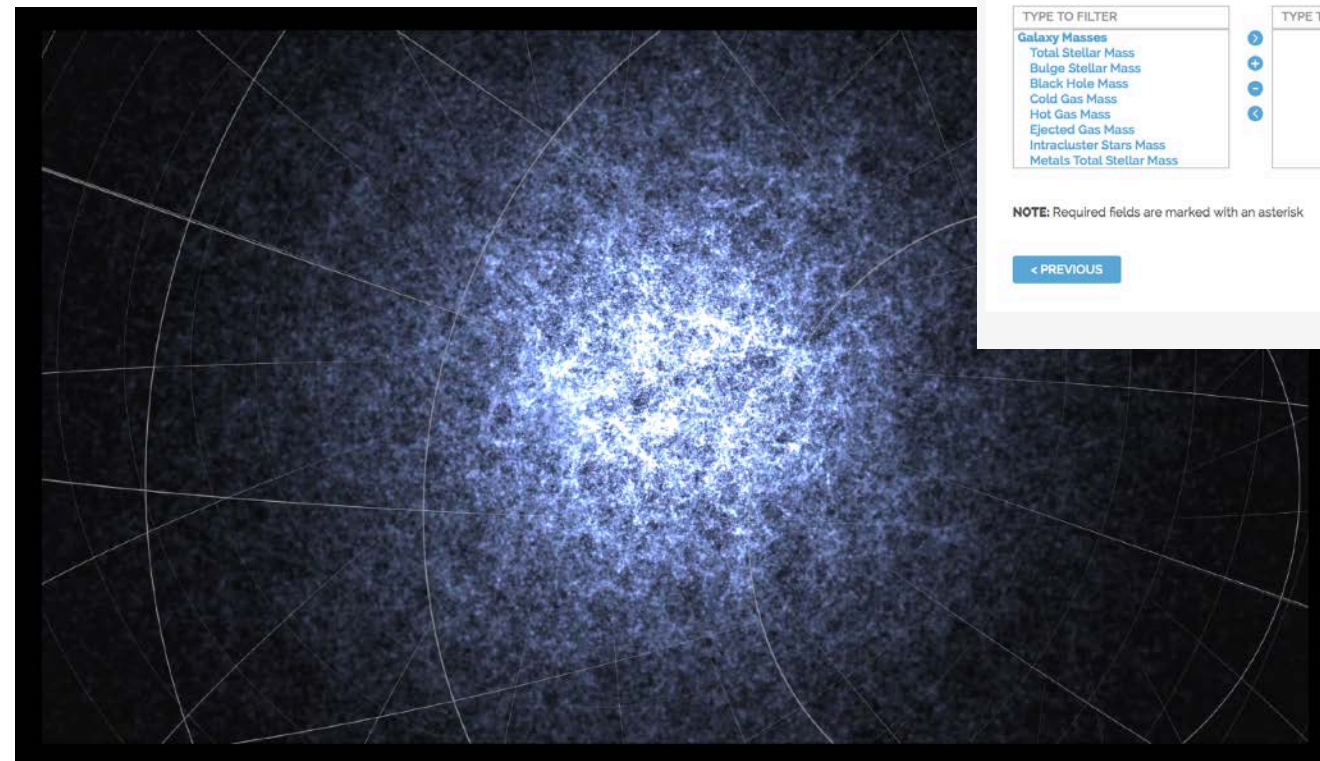 TYPE TO FILTER
TYPE T
Galaxy Masses
Total Stellar Mass
Bulge Stellar Mass
Black Hole Mass
Cold Gas Mass
Hot Gas Mass
Ejected Gas Mass
Intracluster Stars Mass
Metals Total Stellar Mass
NOTE: Required fields are marked with an asterisk
< PREVIOUS